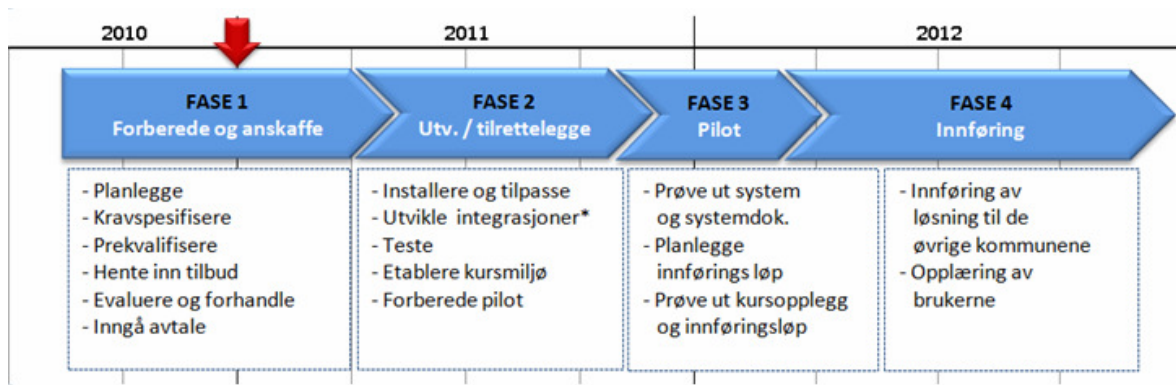 2010
2011
2012
FASE 1
Forberede og anskaffe
FASE 2
Utv. / tilrettelegge
FASE 3
Pilot
FASE 4
Innføring
- Planlegge
- Kravspesifisere
- Prekvalifisere
- Hente inn tilbud
- Evaluere og forhandle
- Inngå avtale
- Installere og tilpasse
- Utvikle integrasjoner*
- Teste
- Etablere kursmiljø
- Forberede pilot
- Prøve ut system
og systemdok.
- Planlegge
innførings løp
- Prøve ut kursopplegg
og innføringsløp
- Innføring av
løsning til de
øvrige kommunene
- Opplæring av
brukerne